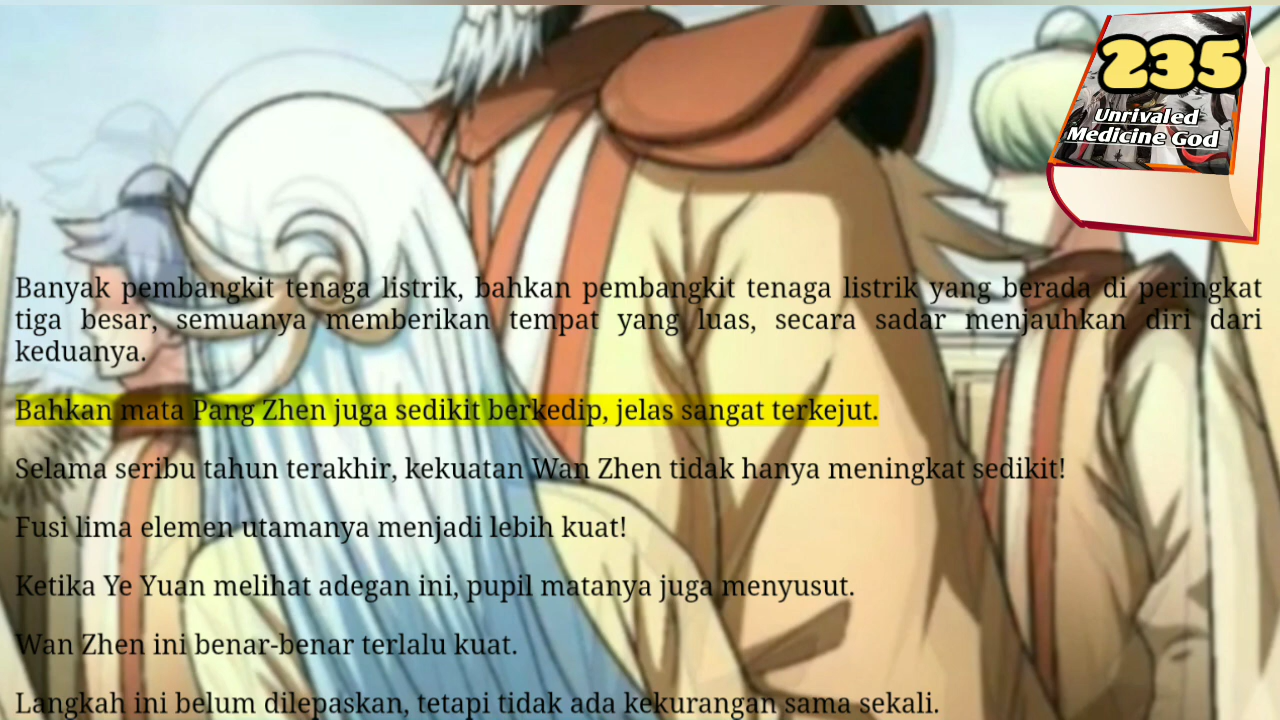 235
Unrivaled
Medicine God
Banyak pembangkit tenaga listrik, bahkan pembangkit tenaga listrik yang berada di peringkat
tiga besar, semuanya memberikan tempat yang luas, secara sadar menjauhkan diri dari
keduanya.
Bahkan mata Pang Zhen juga sedikit berkedip, jelas sangat terkejut.
Selama seribu tahun terakhir, kekuatan Wan Zhen tidak hanya meningkat sedikit!
Fusi lima elemen utamanya menjadi lebih kuat!
Ketika Ye Yuan melihat adegan ini, pupil matanya juga menyusut.
Wan Zhen ini benar-benar terlalu kuat.
Langkah ini belum dilepaskan, tetapi tidak ada kekurangan sama sekali.